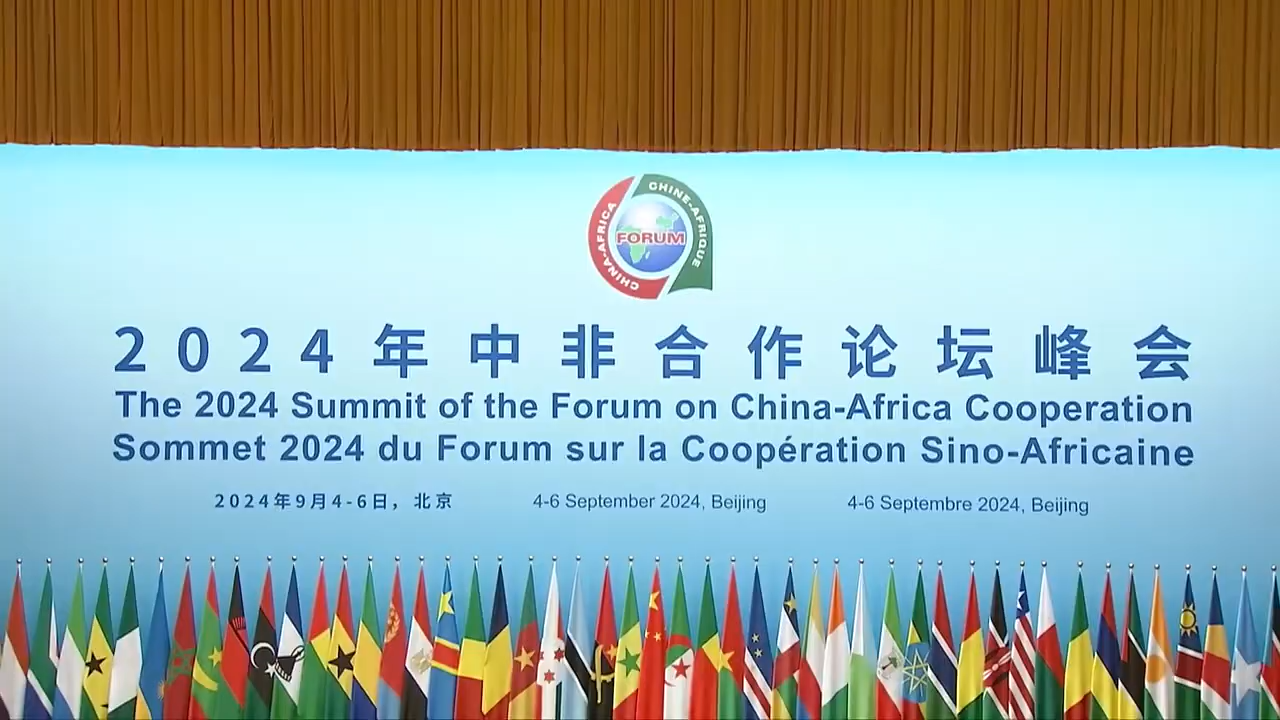 CHINA-AFRICA
CHINE-AFRIQUE
FORUM
2024年中非合作论坛峰会
The 2024 Summit of the Forum on China-Africa Cooperation
Sommet 2024 du Forum sur la Coopération Sino-Africaine
2024年9月4-6日，北京
4-6 September 2024, Beijing
4-6 Septembre 2024, Beijing